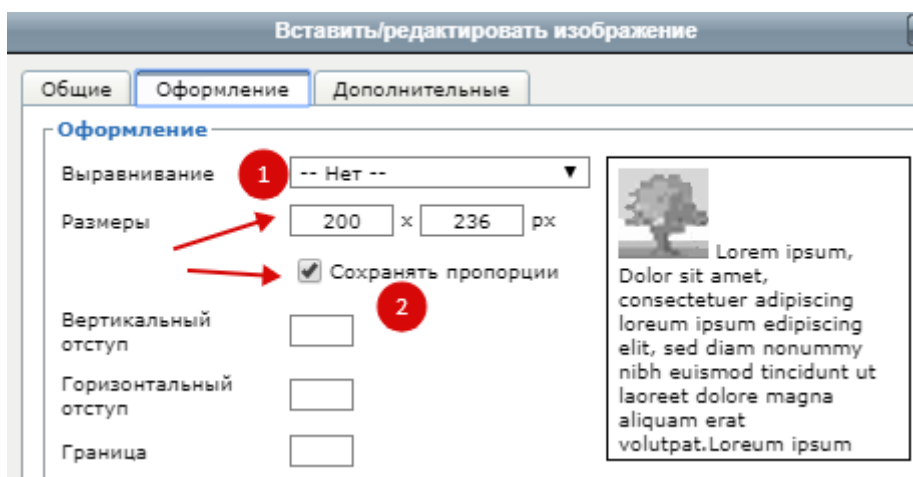 Вставить/редактировать изображение
Общие Оформление Дополнительные
Оформление
Выравнивание 1 -- Нет --
Размеры 200 x 236 px
Сохранять пропорции
2
Вертикальный
отступ
Горизонтальный
отступ
Граница
Lorem ipsum,
Dolor sit amet,
consectetuer adipiscing
loreum ipsum edipiscing
elit, sed diam nonummy
nibh euismod tincidunt ut
laoreet dolore magna
aliquam erat
volutpat.Loreum ipsum